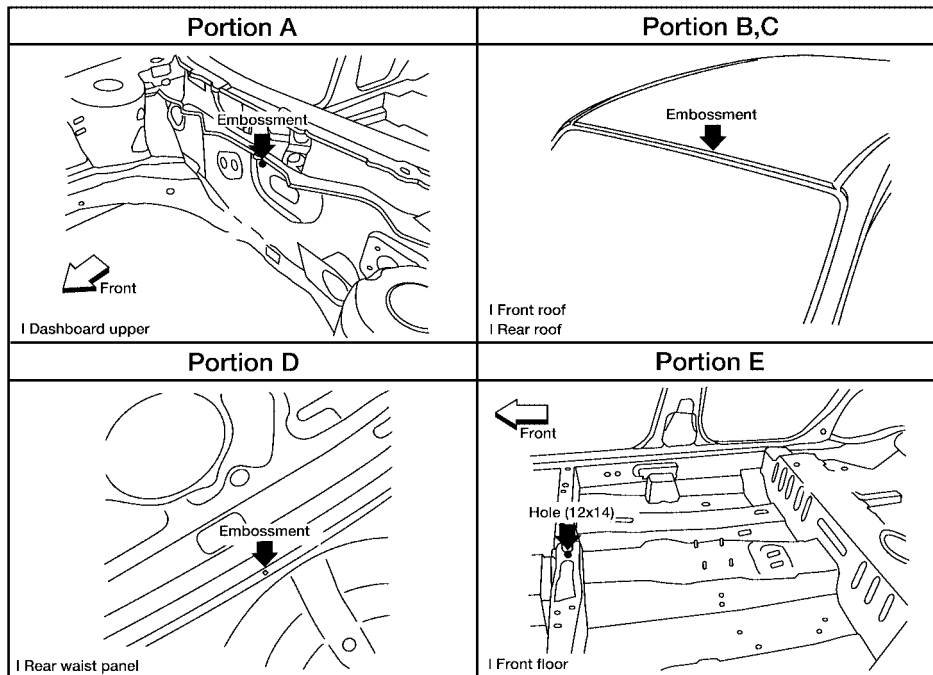 Portion A
Portion B,C
Embossment
Front
I Dashboard upper
Embossment
I Front roof
I Rear roof
Portion D
Portion E
Embossment
I Rear waist panel
Front
Hole (12x14)
I Front floor